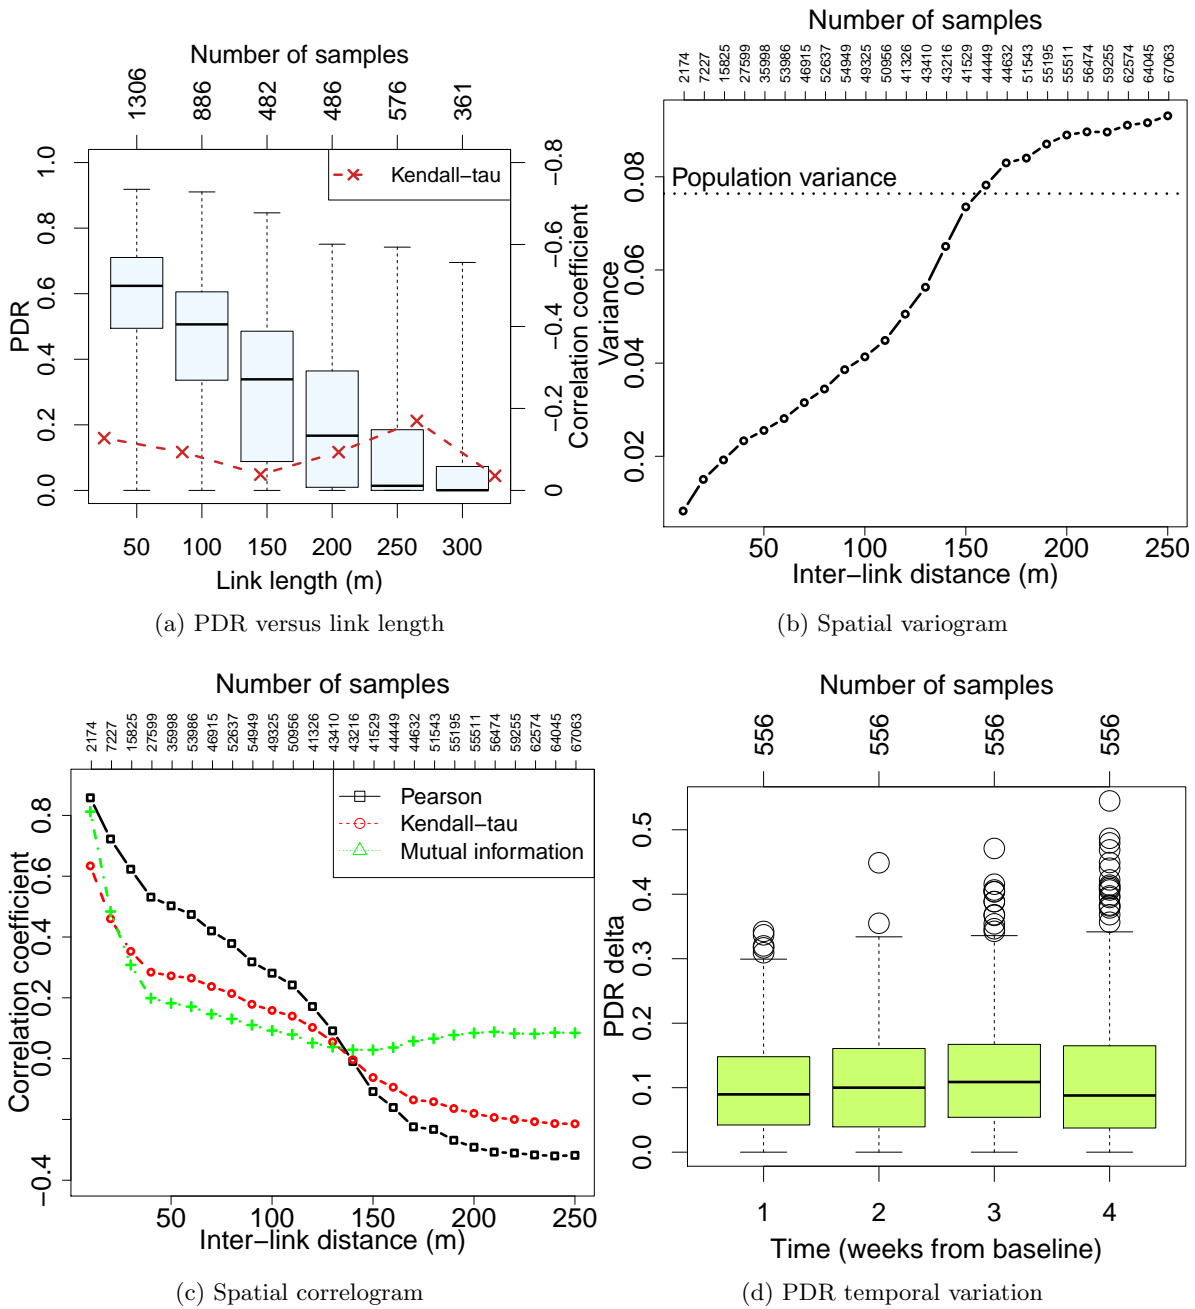 Number of samples
1306 886 482 486 576 361
Kendall−tau
PDR
0.0 0.2 0.4 0.6 0.8 1.0
Correlation coefficient
0 −0.2 −0.4 −0.6 −0.8
50 100 150 200 250 300
Link length (m)
(a) PDR versus link length
Number of samples
2174 7227 15825 27599 35998 53986 46915 52637 54949 49325 50956 41326 43410 43216 41529 44449 44632 51543 55195 55511 56474 59255 62574 64045 67063
Population variance
Variance
0.02 0.04 0.06 0.08
50 100 150 200 250
Inter−link distance (m)
(b) Spatial variogram
Number of samples
2174 7227 15825 27599 35998 53986 46915 52637 54949 49325 50956 41326 43410 43216 41529 44449 44632 51543 55195 55511 56474 59255 62574 64045 67063
Pearson
Kendall−tau
Mutual information
Correlation coefficient
−0.4 0.0 0.2 0.4 0.6 0.8
50 100 150 200 250
Inter−link distance (m)
(c) Spatial correlogram
Number of samples
556 556 556 556
PDR delta
0.0 0.1 0.2 0.3 0.4 0.5
1 2 3 4
Time (weeks from baseline)
(d) PDR temporal variation